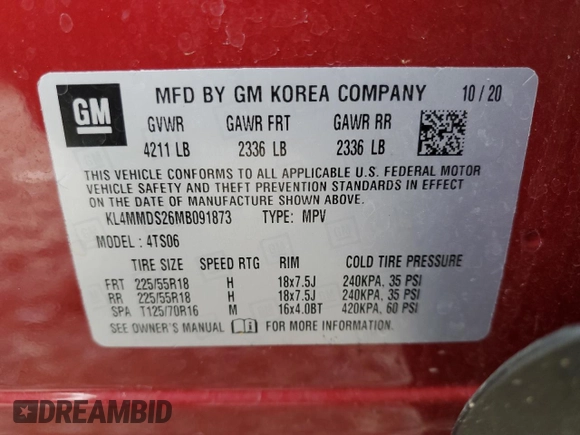 GM
MFD BY GM KOREA COMPANY 10/20
GVWR GAWR FRT GAWR RR
4211 LB 2336 LB 2336 LB
THIS VEHICLE CONFORMS TO ALL APPLICABLE U.S. FEDERAL MOTOR
VEHICLE SAFETY AND THEFT PREVENTION STANDARDS IN EFFECT
ON THE DATE OF MANUFACTURE SHOWN ABOVE.
KL4MMDS26MB091873 TYPE: MPV
MODEL: 4TS06
TIRE SIZE SPEED RTG RIM COLD TIRE PRESSURE
FRT 225/55R18 H 18x7.5J 240KPA, 35 PSI
RR 225/55R18 H 18x7.5J 240KPA, 35 PSI
SPA T125/70R16 M 16x4.0BT 420KPA, 60 PSI
SEE OWNER'S MANUAL FOR MORE INFORMATION.
DREAMBID